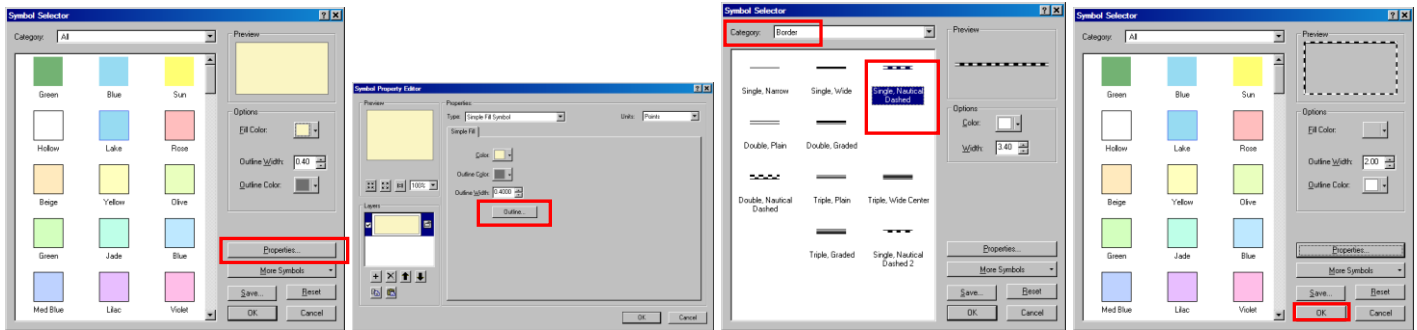 Symbol Selector
Category: All
Green Blue Sun
Hollow Lake Rose
Beige Yellow Olive
Green Jade Blue
Med Blue Lilac Violet
Preview
Options
Fill Color:
Outline Width: 0.40
Outline Color:
Properties...
More Symbols
Save... Reset
OK Cancel
Symbol Property Editor
Preview
100%
Layers
Properties:
Type: Simple Fill Symbol Units: Points
Simple Fill
Color:
Outline Color:
Outline Width: 0.4000
Outline...
OK Cancel
Symbol Selector
Category: Border
Single, Narrow Single, Wide Single, Nautical
Dashed
Double, Plain Double, Graded
Double, Nautical
Dashed Triple, Plain Triple, Wide Center
Triple, Graded Single, Nautical
Dashed 2
Preview
Options
Color:
Width: 3.40
Properties...
More Symbols
Save... Reset
OK Cancel
Symbol Selector
Category: All
Green Blue Sun
Hollow Lake Rose
Beige Yellow Olive
Green Jade Blue
Med Blue Lilac Violet
Preview
Options
Fill Color:
Outline Width: 2.00
Outline Color:
Properties...
More Symbols
Save... Reset
OK Cancel